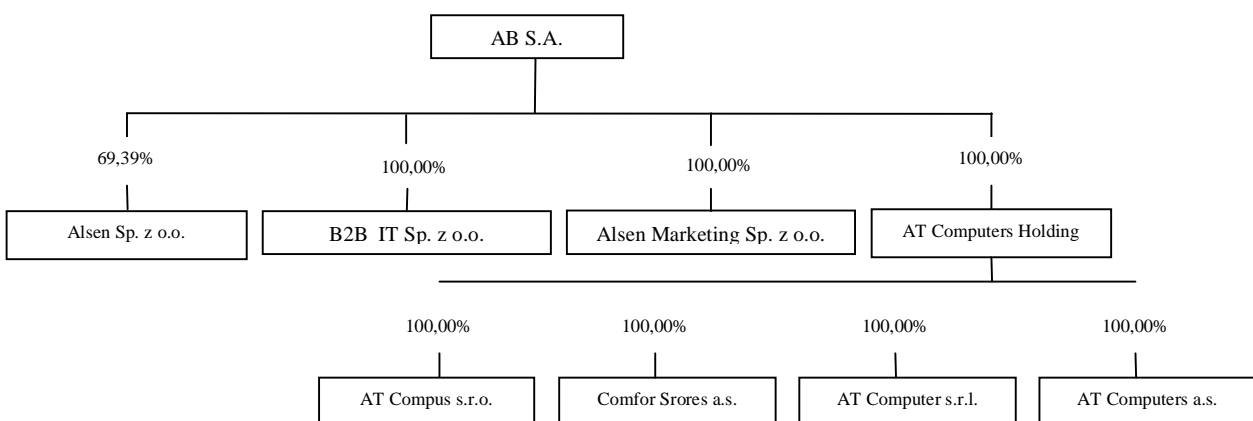 AB S.A.
69,39%
100,00%
100,00%
100,00%
Alsen Sp. z o.o.
B2B IT Sp. z o.o.
Alsen Marketing Sp. z o.o.
AT Computers Holding
100,00%
100,00%
100,00%
100,00%
AT Compus s.r.o.
Comfor Srores a.s.
AT Computer s.r.l.
AT Computers a.s.